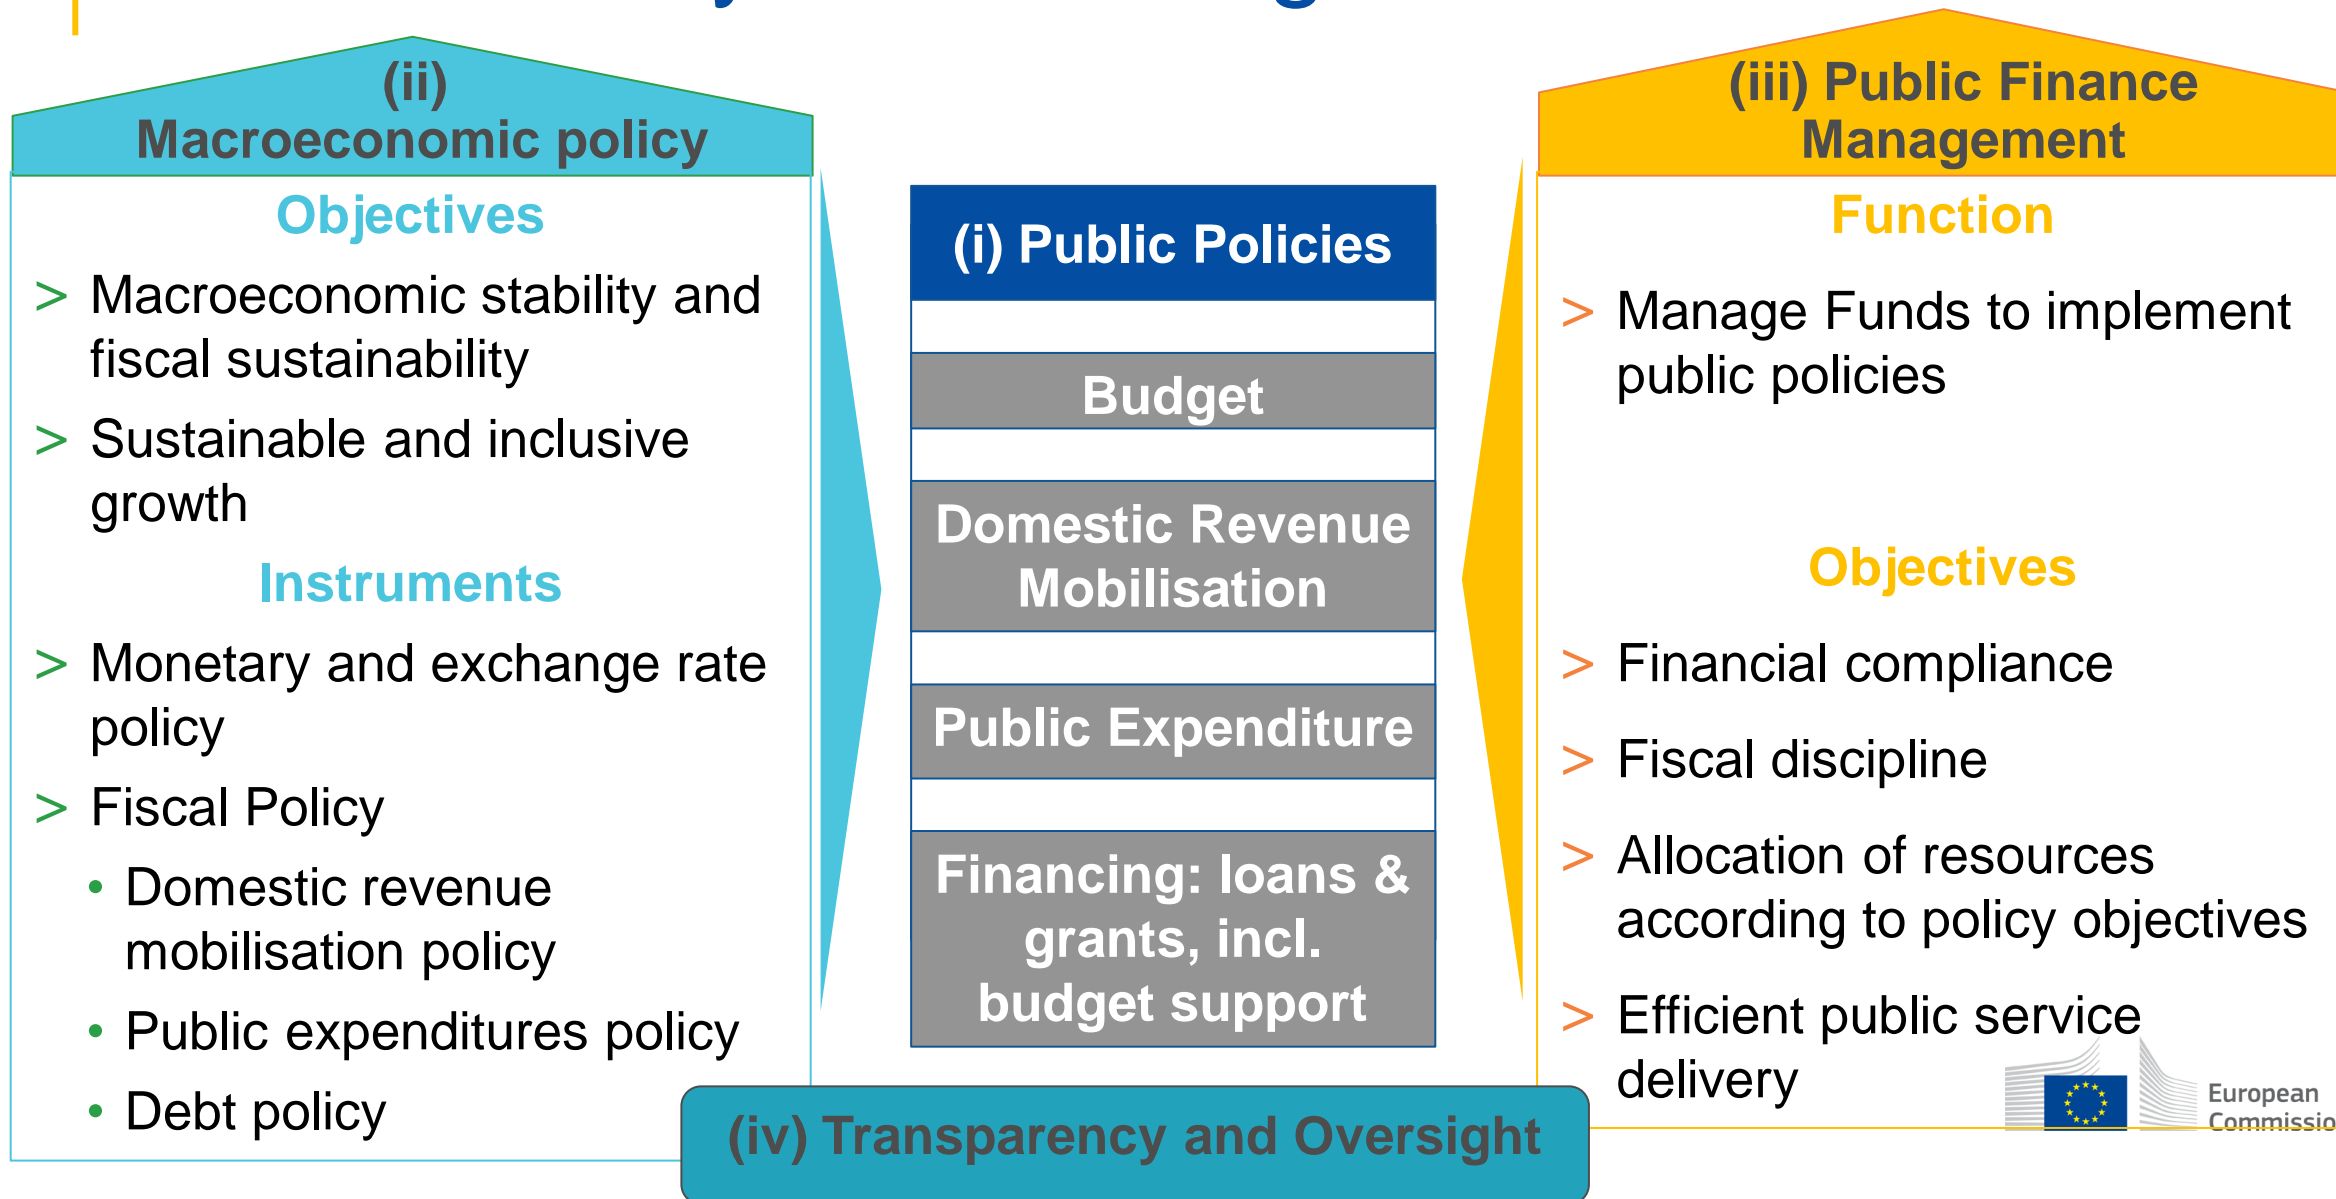 (ii)
Macroeconomic policy
Objectives
> Macroeconomic stability and
fiscal sustainability
> Sustainable and inclusive
growth
Instruments
> Monetary and exchange rate
policy
> Fiscal Policy
• Domestic revenue
mobilisation policy
• Public expenditures policy
• Debt policy
(i) Public Policies
Budget
Domestic Revenue
Mobilisation
Public Expenditure
Financing: loans &
grants, incl.
budget support
(iii) Public Finance
Management
Function
> Manage Funds to implement
public policies
Objectives
> Financial compliance
> Fiscal discipline
> Allocation of resources
according to policy objectives
> Efficient public service
delivery
(iv) Transparency and Oversight
European
Commissio